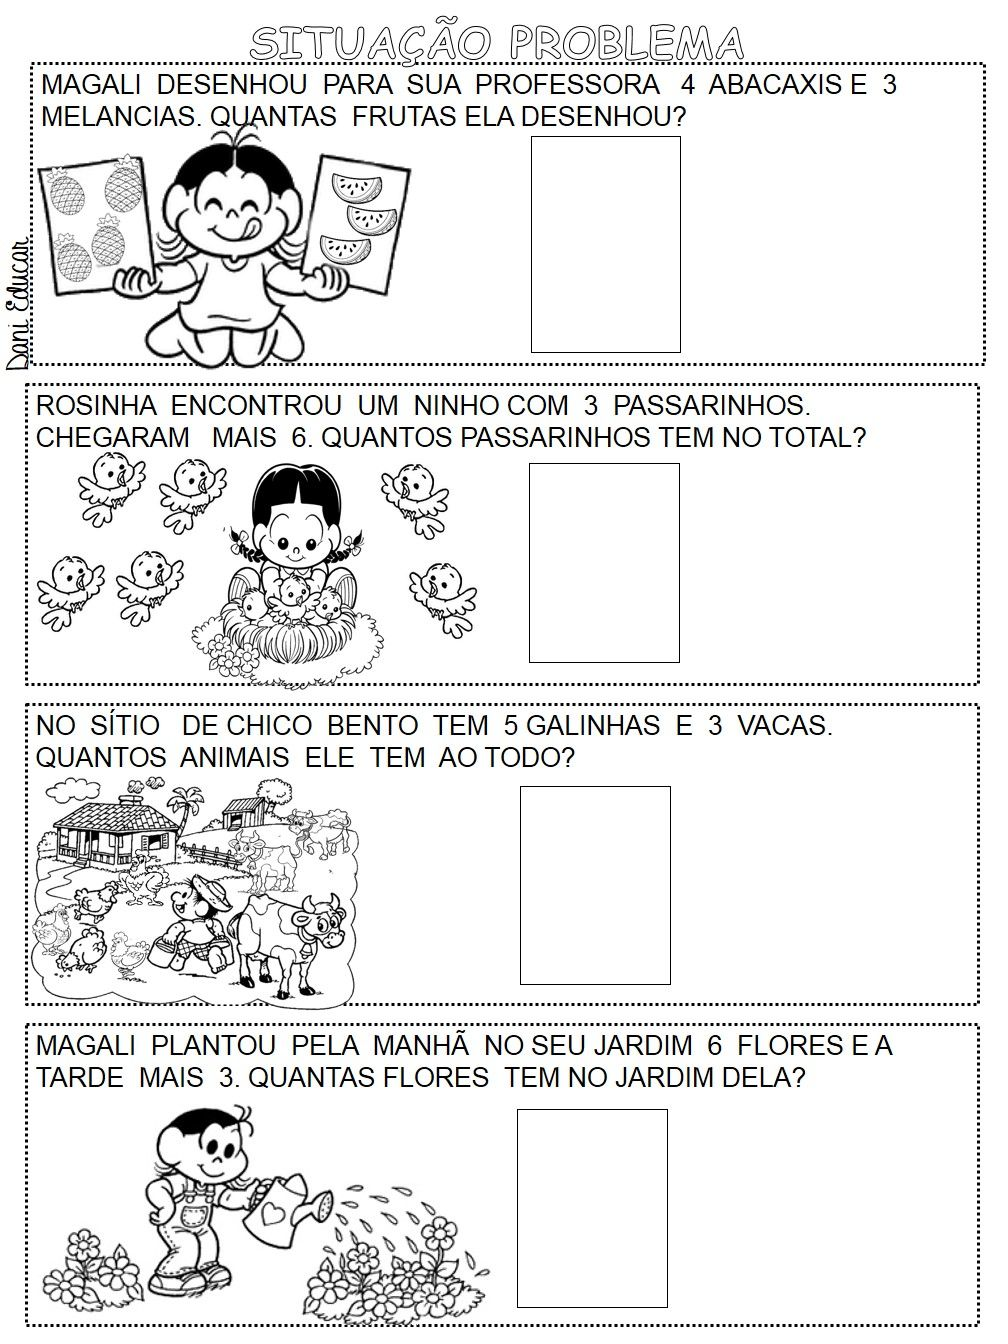 SITUAÇÃO PROBLEMA
MAGALI DESENHOU PARA SUA PROFESSORA 4 ABACAXIS E 3
MELANCIAS. QUANTAS FRUTAS ELA DESENHOU?
Dani Educar
ROSINHA ENCONTROU UM NINHO COM 3 PASSARINHOS.
CHEGARAM MAIS 6. QUANTOS PASSARINHOS TEM NO TOTAL?
NO SÍTIO DE CHICO BENTO TEM 5 GALINHAS E 3 VACAS.
QUANTOS ANIMAIS ELE TEM AO TODO?
MAGALI PLANTOU PELA MANHÃ NO SEU JARDIM 6 FLORES E A
TARDE MAIS 3. QUANTAS FLORES TEM NO JARDIM DELA?